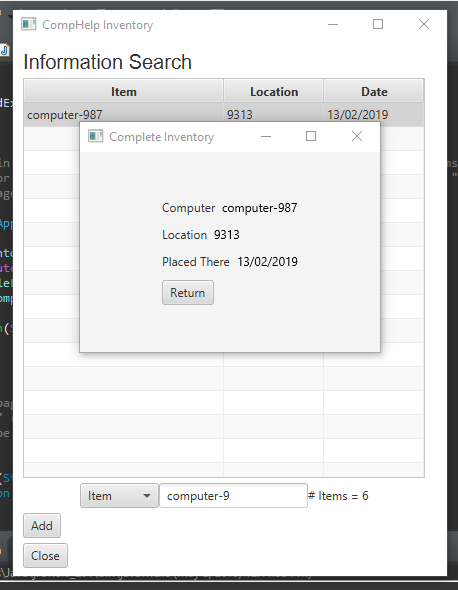 CompHelp Inventory
Information Search
Item Location Date
computer-987 9313 13/02/2019
Complete Inventory
Computer computer-987
Location 9313
Placed There 13/02/2019
Return
Item computer-9 # Items = 6
Add
Close